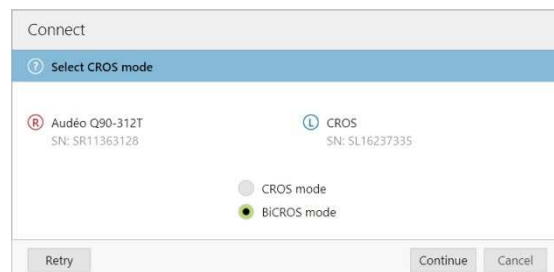 Connect
? Select CROS mode
R Audéo Q90-312T
SN: SR11363128
L CROS
SN: SL16237335
CROS mode
BiCROS mode
Retry
Continue
Cancel